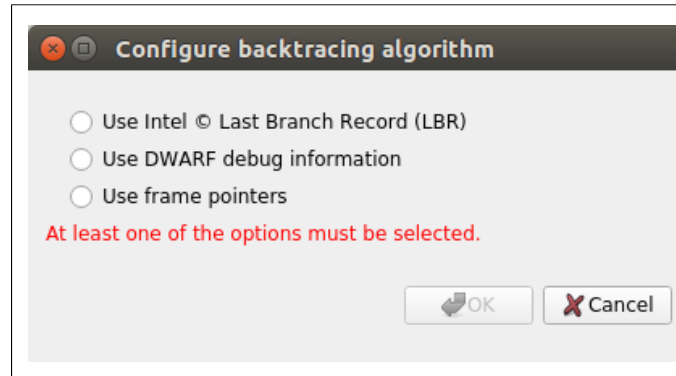 Configure backtracing algorithm
Use Intel © Last Branch Record (LBR)
Use DWARF debug information
Use frame pointers
At least one of the options must be selected.
OK Cancel